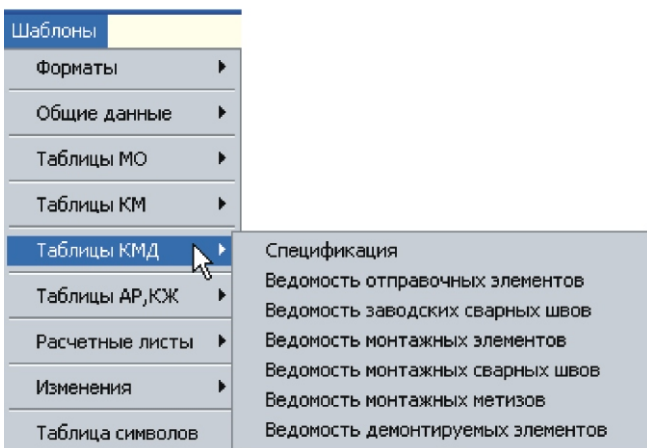 Шаблоны
Форматы
Общие данные
Таблицы МО
Таблицы КМ
Таблицы КМД
Таблицы АР,КЖ
Расчетные листы
Изменения
Таблица символов
Спецификация
Ведомость отправочных элементов
Ведомость заводских сварных швов
Ведомость монтажных элементов
Ведомость монтажных сварных швов
Ведомость монтажных метизов
Ведомость демонтируемых элементов